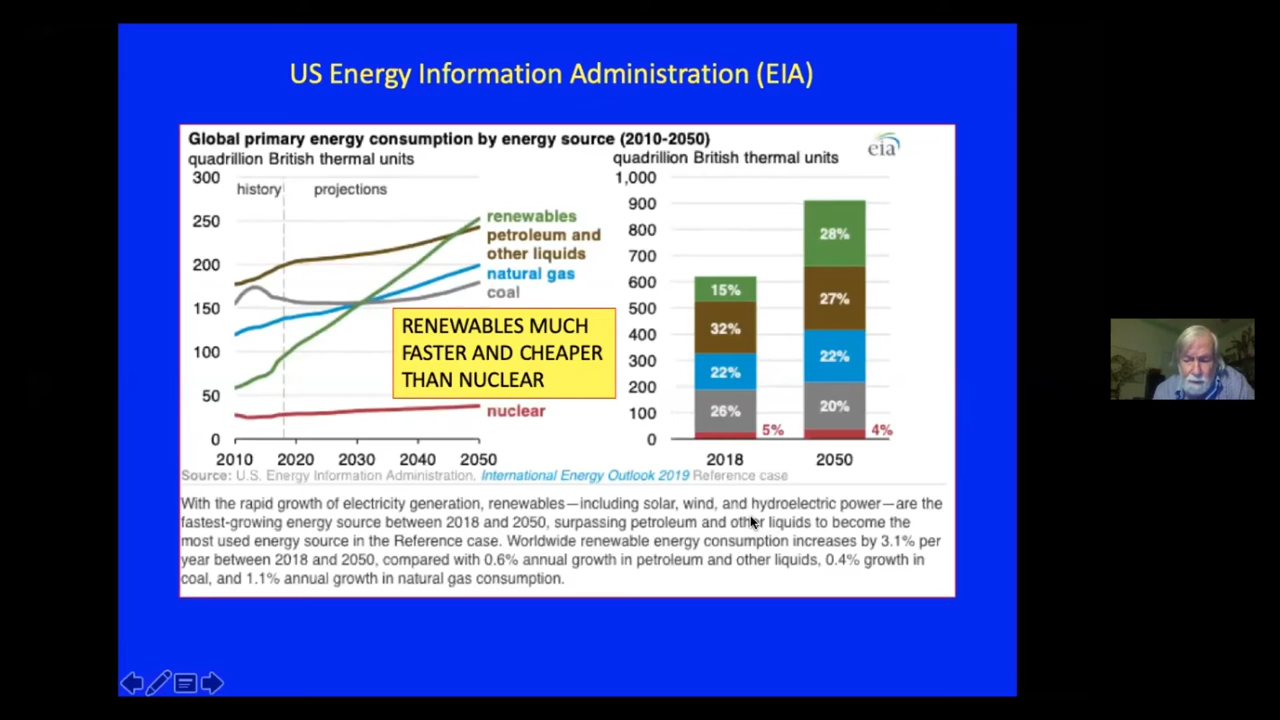 US Energy Information Administration (EIA)
Global primary energy consumption by energy source (2010-2050)
quadrillion British thermal units
300
250
200
150
100
50
0
history
projections
2010
2020
2030
2040
2050
renewables
petroleum and
other liquids
natural gas
coal
nuclear
RENEWABLES MUCH
FASTER AND CHEAPER
THAN NUCLEAR
eia
quadrillion British thermal units
1,000
900
800
700
600
500
400
300
200
100
0
15%
32%
22%
26%
5%
28%
27%
22%
20%
4%
2018
2050
Source: U.S. Energy Information Administration. International Energy Outlook 2019 Reference case
With the rapid growth of electricity generation, renewables—including solar, wind, and hydroelectric power—are the
fastest-growing energy source between 2018 and 2050, surpassing petroleum and other liquids to become the
most used energy source in the Reference case. Worldwide renewable energy consumption increases by 3.1% per
year between 2018 and 2050, compared with 0.6% annual growth in petroleum and other liquids, 0.4% growth in
coal, and 1.1% annual growth in natural gas consumption.